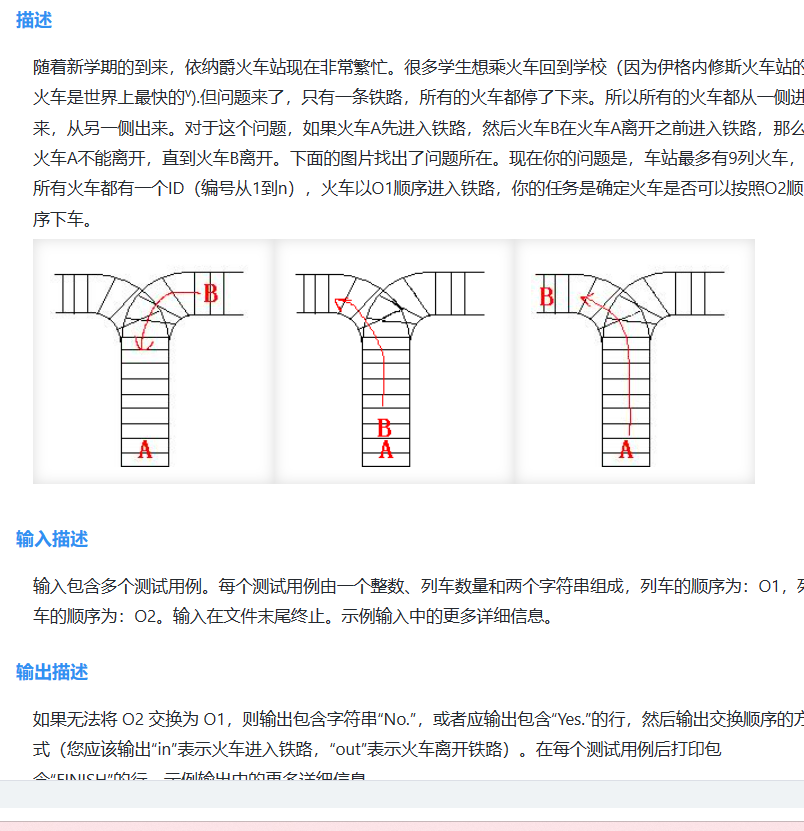 描述
随着新学期的到来，依纳爵火车站现在非常繁忙。很多学生想乘火车回到学校（因为伊格内修斯火车站的
火车是世界上最快的v).但问题来了，只有一条铁路，所有的火车都停了下来。所以所有的火车都从一侧进
来，从另一侧出来。对于这个问题，如果火车A先进入铁路，然后火车B在火车A离开之前进入铁路，那么
火车A不能离开，直到火车B离开。下面的图片找出了问题所在。现在你的问题是，车站最多有9列火车，
所有火车都有一个ID（编号从1到n），火车以O1顺序进入铁路，你的任务是确定火车是否可以按照O2顺
序下车。
B B
B
A A A
输入描述
输入包含多个测试用例。每个测试用例由一个整数、列车数量和两个字符串组成，列车的顺序为：O1，列
车的顺序为：O2。输入在文件末尾终止。示例输入中的更多详细信息。
输出描述
如果无法将 O2 交换为 O1，则输出包含字符串“No.”，或者应输出包含“Yes.”的行，然后输出交换顺序的方
式（您应该输出“in”表示火车进入铁路，“out”表示火车离开铁路）。在每个测试用例后打印包
含“FINISH”的行。示例输出中的更多详细信息